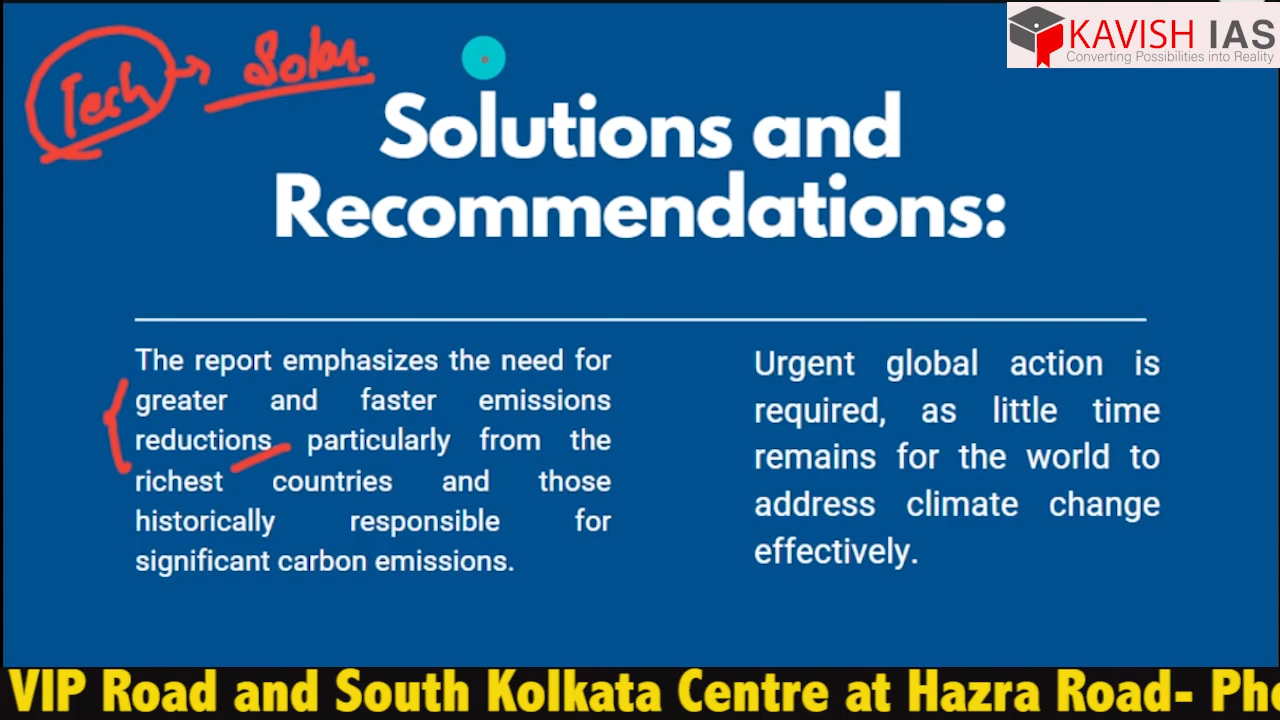 KAVISH IAS
Converting Possibilities into Reality
Tech → Solar.
Solutions and
Recommendations:
The report emphasizes the need for
greater and faster emissions
reductions particularly from the
richest countries and those
historically responsible for
significant carbon emissions.
Urgent global action is
required, as little time
remains for the world to
address climate change
effectively.
VIP Road and South Kolkata Centre at Hazra Road- Pho